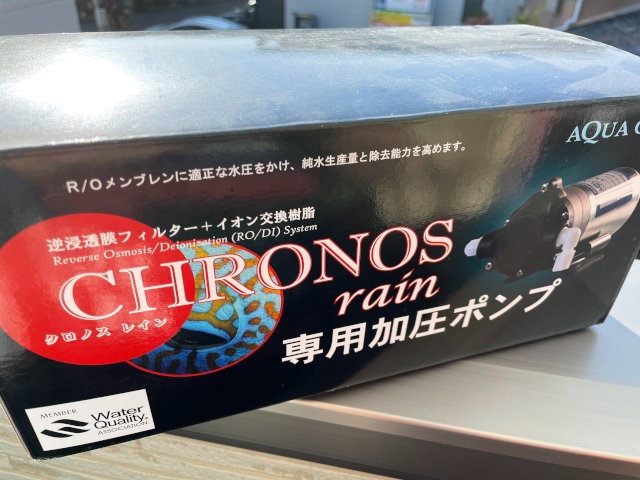 AQUA
R/Oメンブレンに適正な水圧をかけ、純水生産量と除去能力を高めます。
逆浸透膜フィルター＋イオン交換樹脂
Reverse Osmosis/Deionization (RO/DI) System
CHRONOS
rain
クロノス レイン
専用加圧ポンプ
MEMBER
Water
Quality
ASSOCIATION